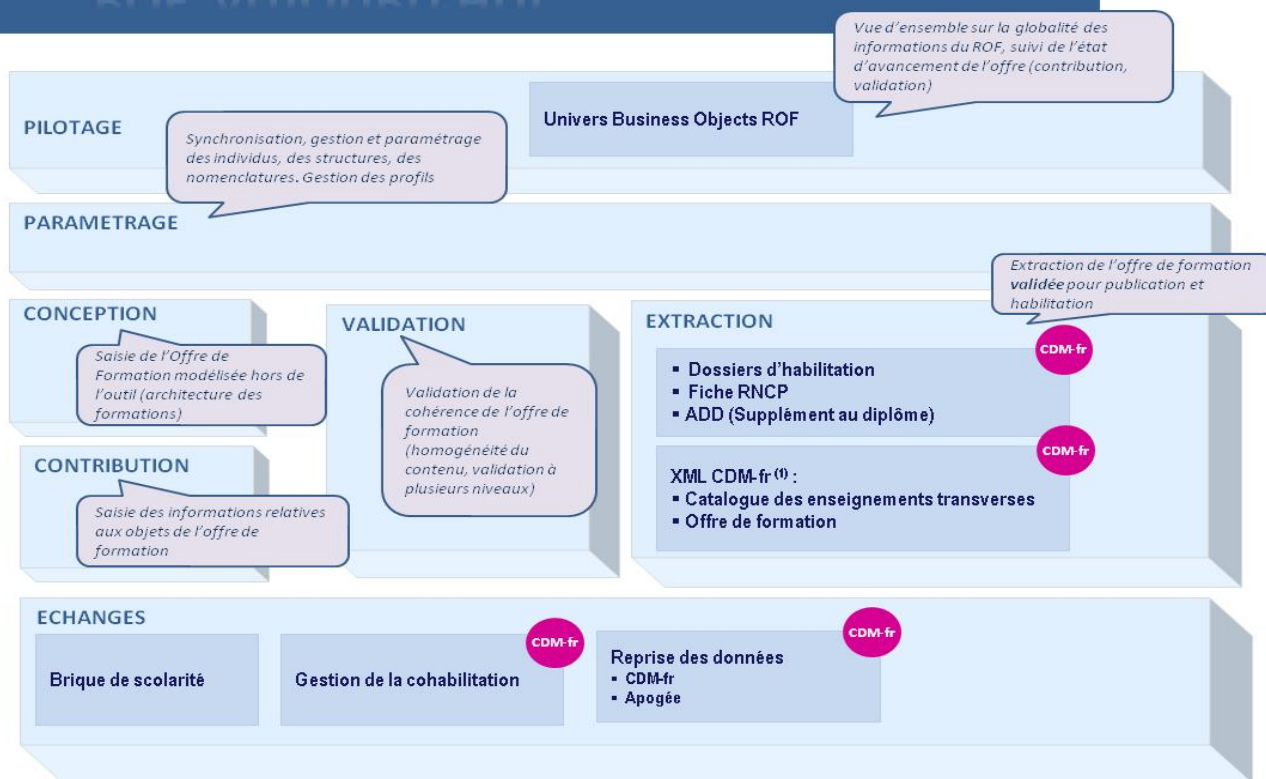 Vue d'ensemble sur la globalité des
informations du ROF, suivi de l'état
d'avancement de l'offre (contribution,
validation)
PILOTAGE
Univers Business Objects ROF
Synchronisation, gestion et paramétrage
des individus, des structures, des
nomenclatures. Gestion des profils
PARAMETRAGE
Extraction de l'offre de formation
validée pour publication et
habilitation
CONCEPTION
Saisie de l'Offre de
Formation modélisée hors de
l'outil (architecture des
formations)
VALIDATION
Validation de la
cohérence de l'offre de
formation
(homogénéité du
contenu, validation à
plusieurs niveaux)
EXTRACTION
CDM-fr
▪ Dossiers d'habilitation
▪ Fiche RNCP
▪ ADD (Supplément au diplôme)
CDM-fr
XML CDM-fr (1) :
▪ Catalogue des enseignements transverses
▪ Offre de formation
CONTRIBUTION
Saisie des informations relatives
aux objets de l'offre de
formation
ECHANGES
Brique de scolarité
CDM-fr
Gestion de la cohabilitation
CDM-fr
Reprise des données
▪ CDM-fr
▪ Apogée